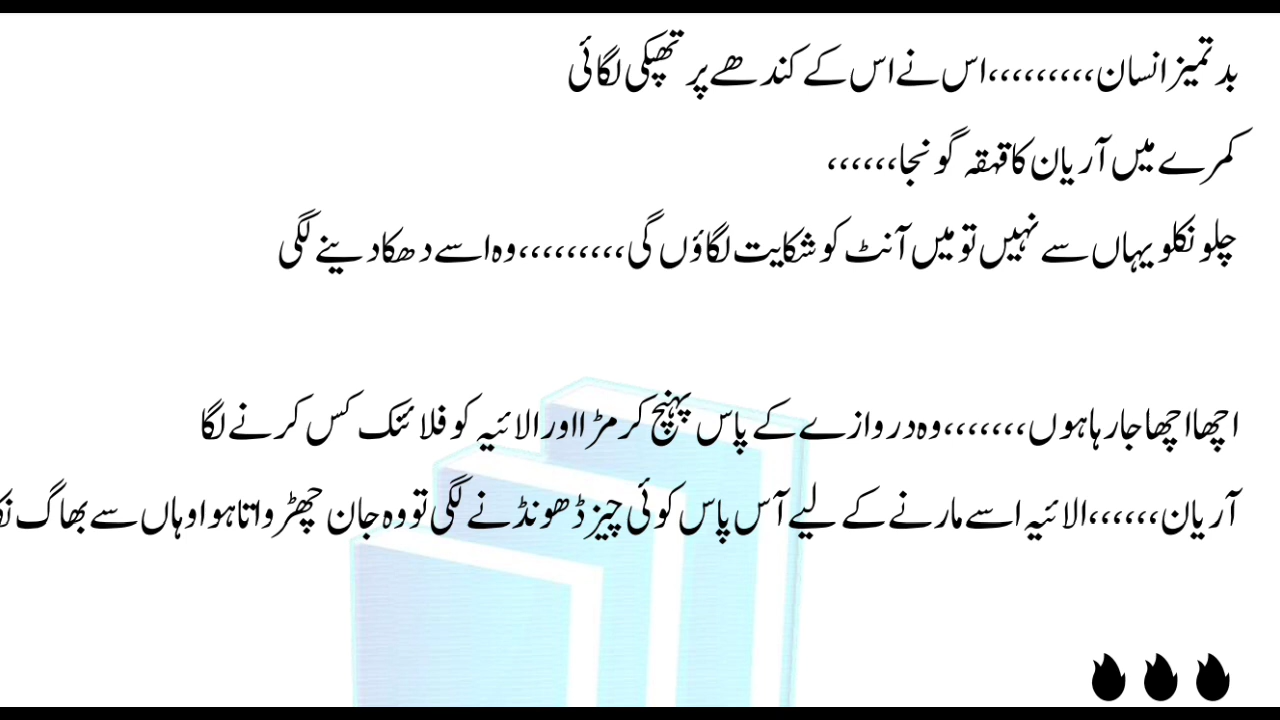 بدتمیز انسان،،،،،،،،،اس نے اس کے کندھے پر تھپکی لگائی
کمرے میں آریان کا قہقہ گونجا،،،،،،
چلو نکلو یہاں سے نہیں تو میں آنٹ کو شکایت لگاؤں گی،،،،،،،،،وہ اسے دھکا دینے لگی
اچھا اچھا جا رہا ہوں،،،،،،،وہ دروازے کے پاس پہنچ کر مڑا اور الائیہ کو فلائنک کس کرنے لگا
آریان،،،،،،الائیہ اسے مارنے کے لیے آس پاس کوئی چیز ڈھونڈنے لگی تو وہ جان چھڑواتا ہوا وہاں سے بھاگ